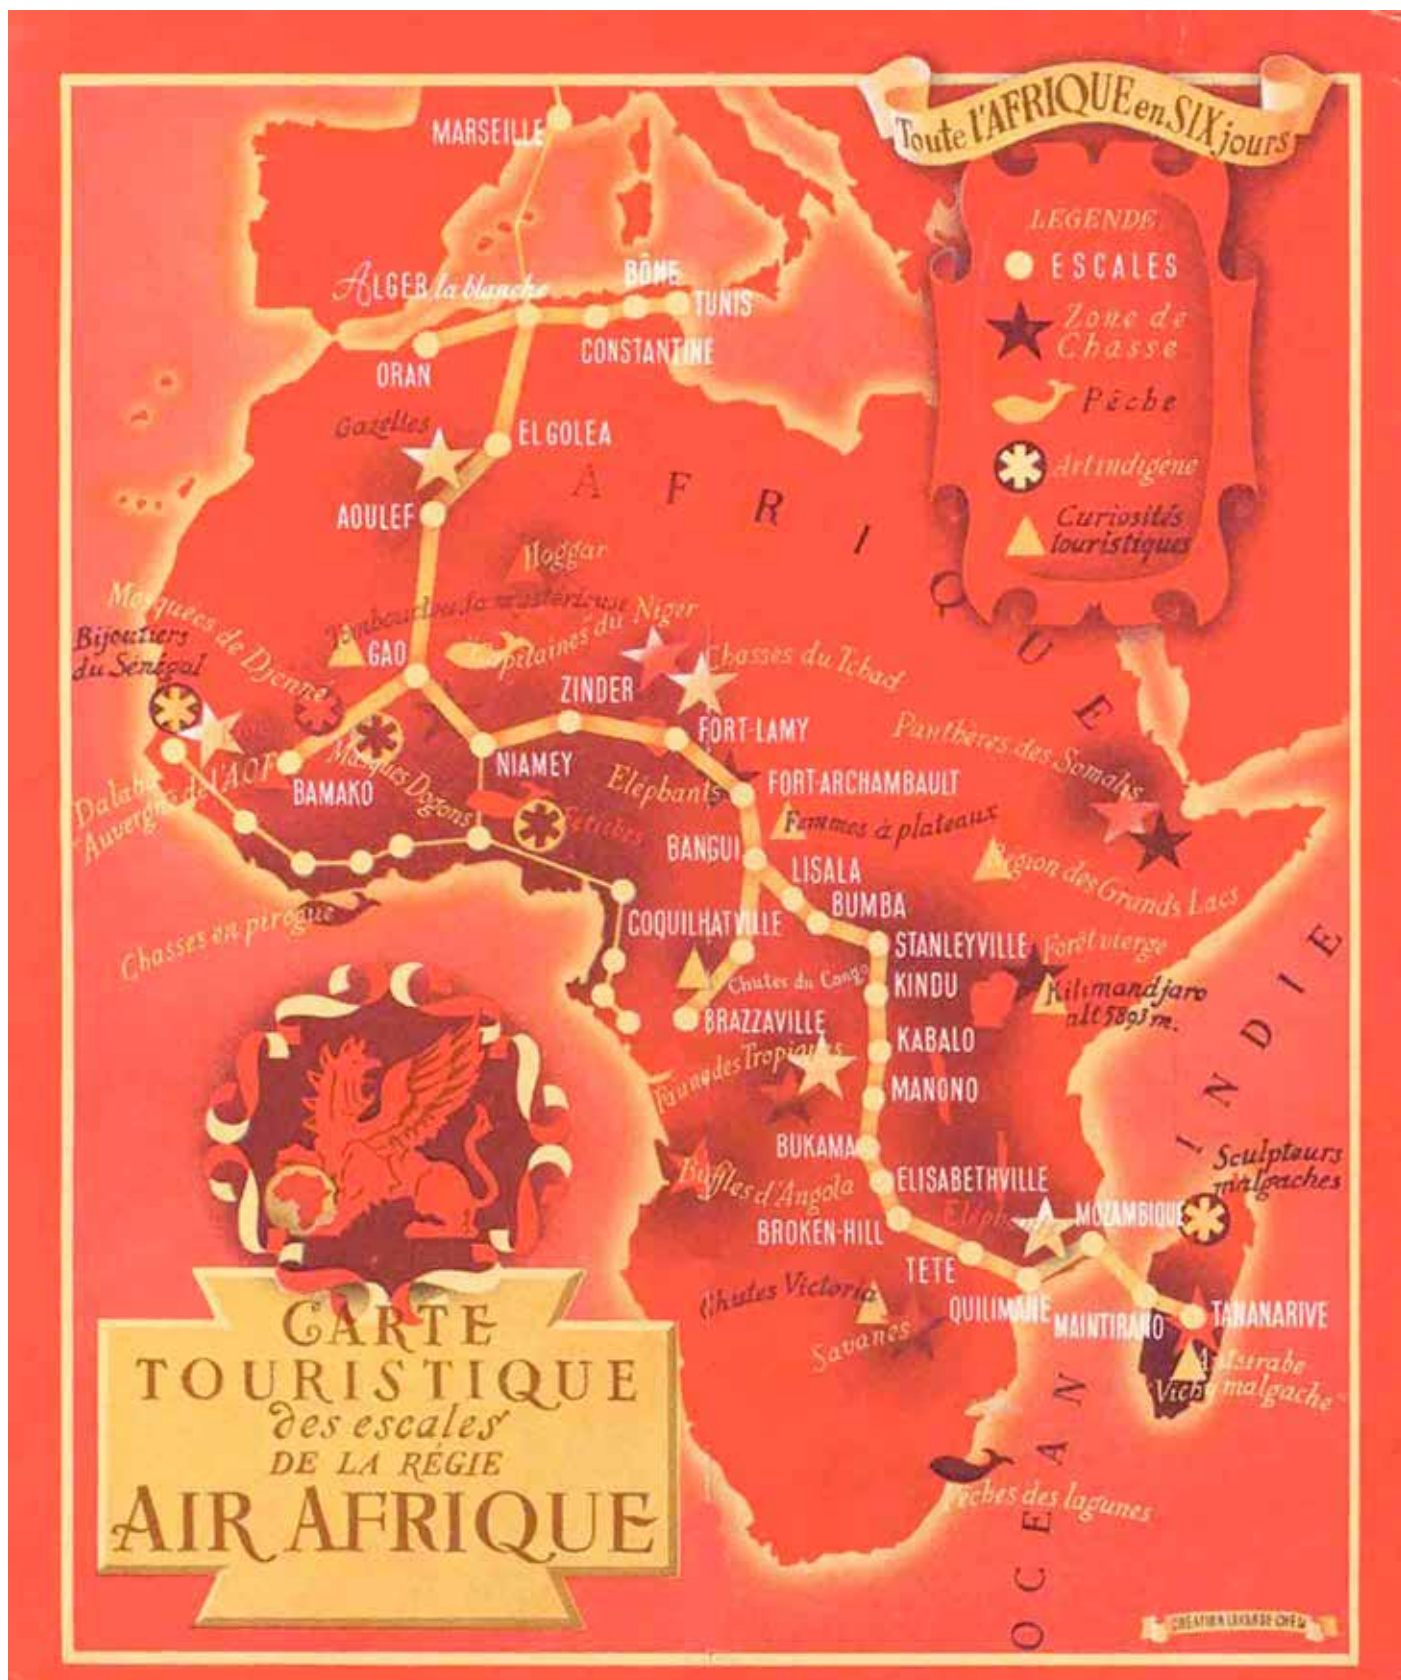 Toute l'AFRIQUE en SIX jours
LEGENDE
ESCALES
Zone de
Chasse
Pêche
Art indigène
Curiosités
touristiques
MARSEILLE
ALGER la blanche
BÔNE
TUNIS
CONSTANTINE
ORAN
Gazelles
EL GOLEA
AFRIQUE
AOULEF
Hoggar
Tombouctou la mystérieuse
Mosquées de Djenné
Bijoutiers
du Sénégal
GAO
Capitaines du Niger
Chasses du Tchad
ZINDER
FORT-LAMY
Panthères des Somalis
NIAMEY
BAMAKO
Masques Dogons
Dalaba
"Auvergne de l'AOF"
Eléphants
FORT-ARCHAMBAULT
Fétiches
Femmes à plateaux
BANGUI
LISALA
Région des Grands Lacs
BUMBA
Chasses en pirogue
COQUILHATVILLE
STANLEYVILLE
Forêt vierge
Chutes du Congo
KINDU
Kilimandjaro
alt 5893 m.
BRAZZAVILLE
KABALO
Faune des Tropiques
MANONO
BUKAMA
Buffles d'Angola
ELISABETHVILLE
Sculpteurs
malgaches
BROKEN-HILL
MOZAMBIQUE
TETE
Chutes Victoria
QUILIMANE
MAINTIRANO
TANANARIVE
Savanes
Antsirabe
"Vichy malgache"
Pêches des lagunes
OCEAN INDIEN
CARTE
TOURISTIQUE
des escales
DE LA RÉGIE
AIR AFRIQUE